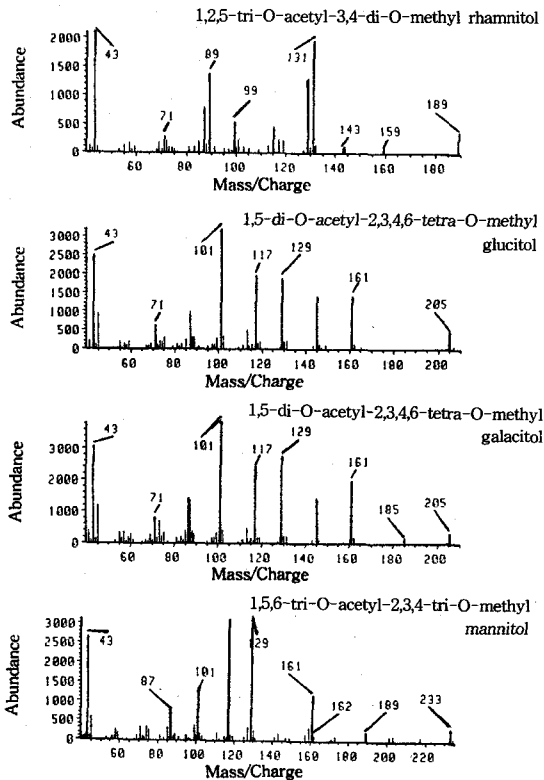 1,2,5-tri-O-acetyl-3,4-di-O-methyl rhamnitol
Abundance
2000
1500
1000
500
0
43
71
89
99
131
143
159
189
60 80 100 120 140 160 180
Mass/Charge
1,5-di-O-acetyl-2,3,4,6-tetra-O-methyl
glucitol
Abundance
3000
2500
2000
1500
1000
500
0
43
71
101
117
129
161
205
60 80 100 120 140 160 180 200
Mass/Charge
1,5-di-O-acetyl-2,3,4,6-tetra-O-methyl
galacitol
Abundance
3000
2000
1000
0
43
71
101
117
129
161
185
205
60 80 100 120 140 160 180 200
Mass/Charge
1,5,6-tri-O-acetyl-2,3,4-tri-O-methyl
mannitol
Abundance
3000
2500
2000
1500
1000
500
0
43
87
101
29
161
162
189
233
60 80 100 120 140 160 180 200 220
Mass/Charge